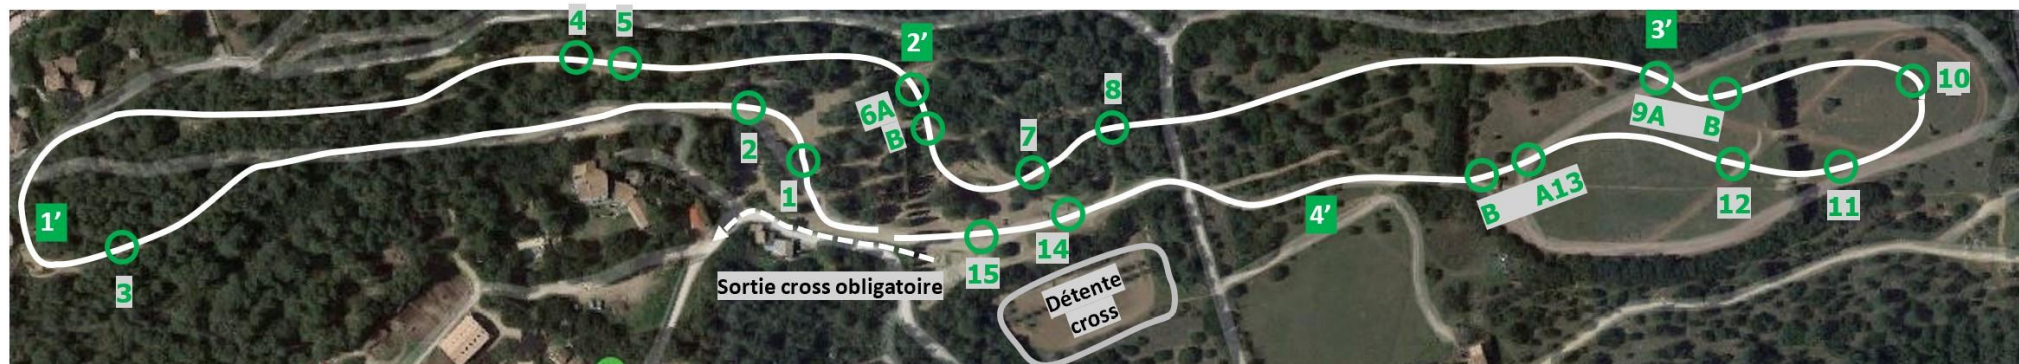 4
5
2’
3’
10
6A
B
8
9A
B
2
7
1
1’
4’
B
A13
12
11
3
15
14
Sortie cross obligatoire
Détente
cross